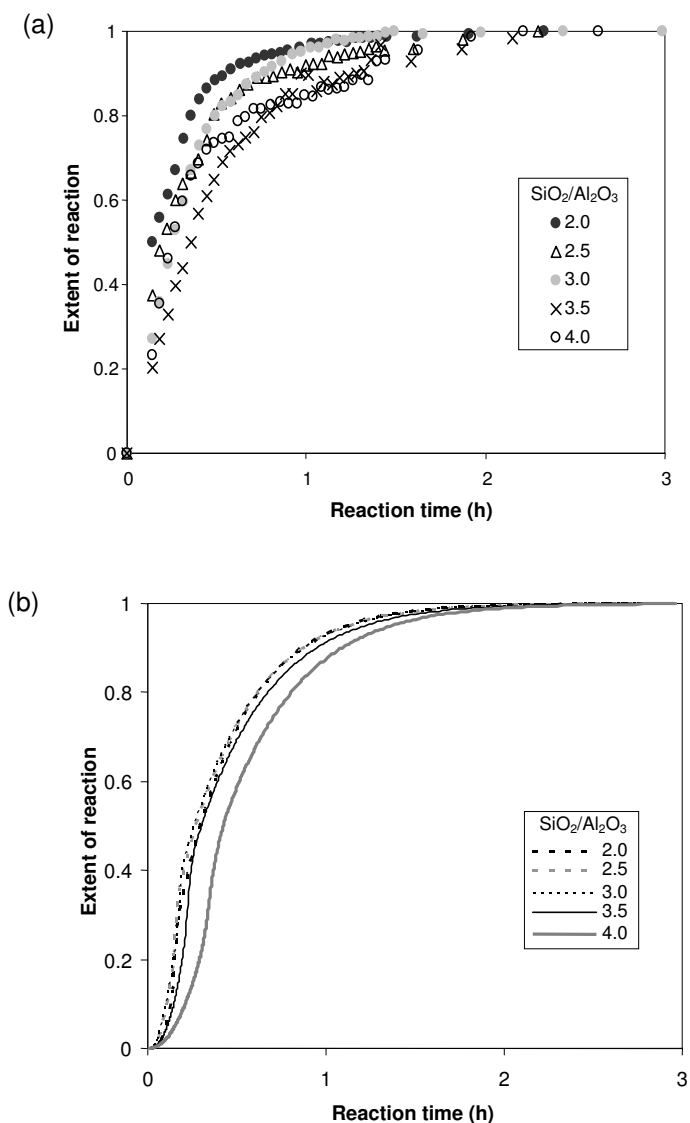 (a)
1
0.8
0.6
0.4
0.2
0
Extent of reaction
0 1 2 3
Reaction time (h)
SiO₂/Al₂O₃
2.0
2.5
3.0
3.5
4.0
(b)
1
0.8
0.6
0.4
0.2
0
Extent of reaction
0 1 2 3
Reaction time (h)
SiO₂/Al₂O₃
2.0
2.5
3.0
3.5
4.0